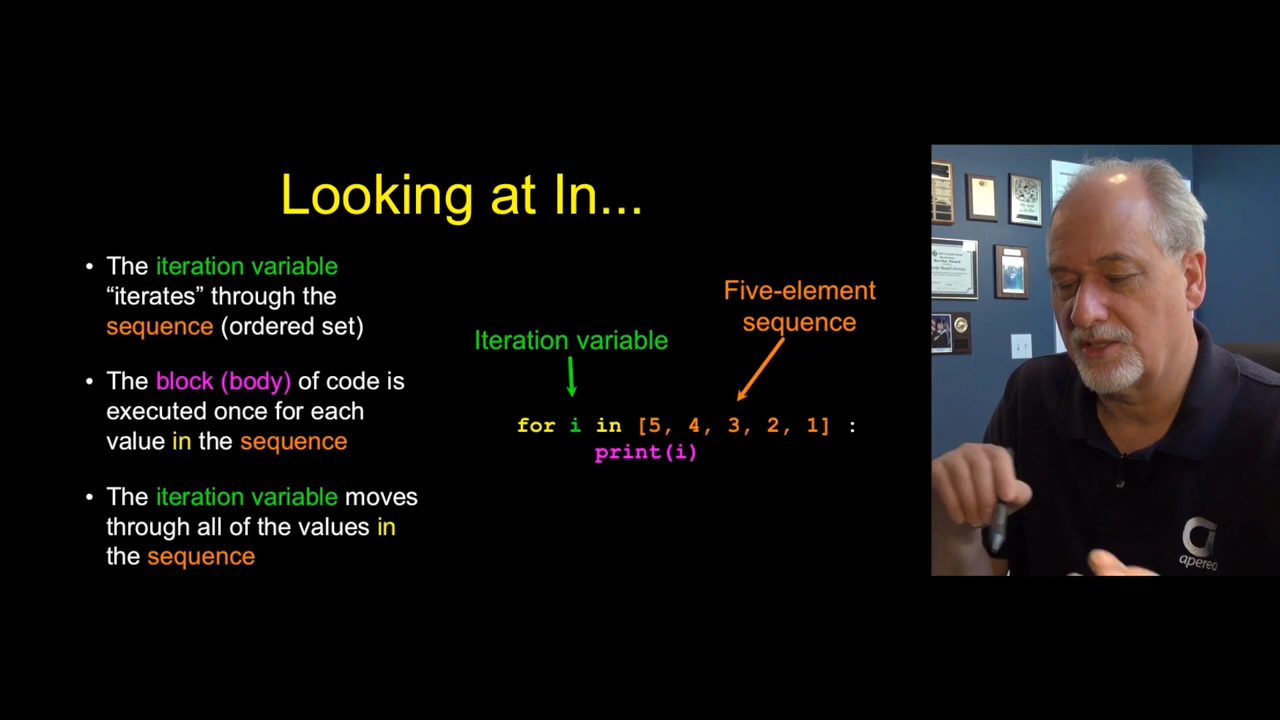 Looking at In...
• The iteration variable
“iterates” through the
sequence (ordered set)
• The block (body) of code is
executed once for each
value in the sequence
• The iteration variable moves
through all of the values in
the sequence
Iteration variable
Five-element
sequence
for i in [5, 4, 3, 2, 1] :
print(i)
apereo